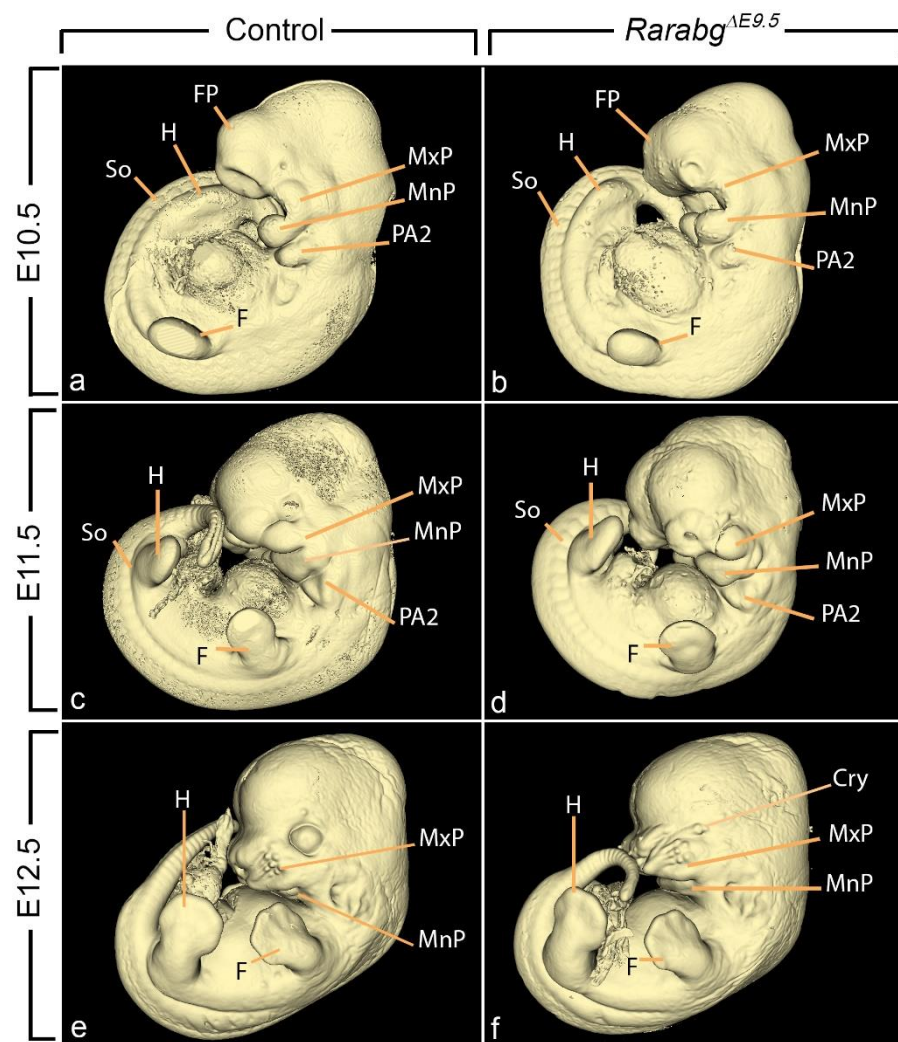 Control
Rarabg^ΔE9.5
E10.5
FP
H
So
MxP
MnP
PA2
F
a
FP
H
So
MxP
MnP
PA2
F
b
E11.5
H
So
MxP
MnP
PA2
F
c
H
So
MxP
MnP
PA2
F
d
E12.5
H
MxP
MnP
F
e
H
Cry
MxP
MnP
F
f